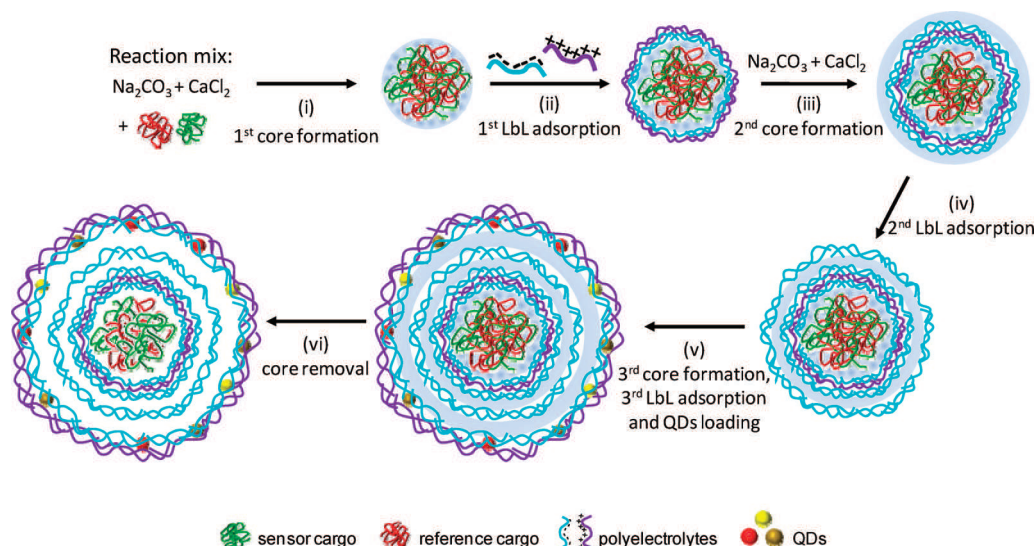 Reaction mix:
Na₂CO₃ + CaCl₂
+
(i)
1st core formation
(ii)
1st LbL adsorption
Na₂CO₃ + CaCl₂
(iii)
2nd core formation
(iv)
2nd LbL adsorption
(v)
3rd core formation,
3rd LbL adsorption
and QDs loading
(vi)
core removal
sensor cargo reference cargo polyelectrolytes QDs